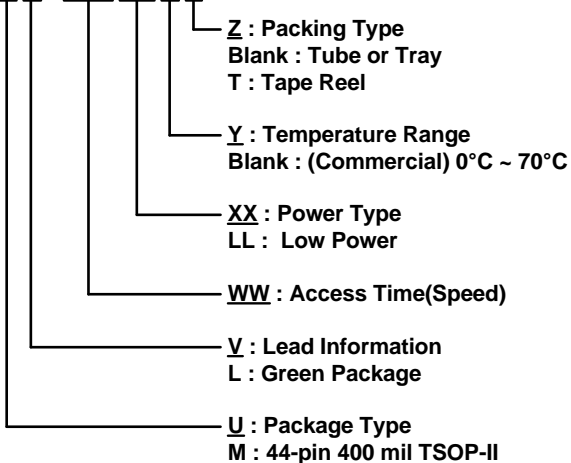 Z : Packing Type
Blank : Tube or Tray
T : Tape Reel
Y : Temperature Range
Blank : (Commercial) 0°C ~ 70°C
XX : Power Type
LL : Low Power
WW : Access Time(Speed)
V : Lead Information
L : Green Package
U : Package Type
M : 44-pin 400 mil TSOP-II